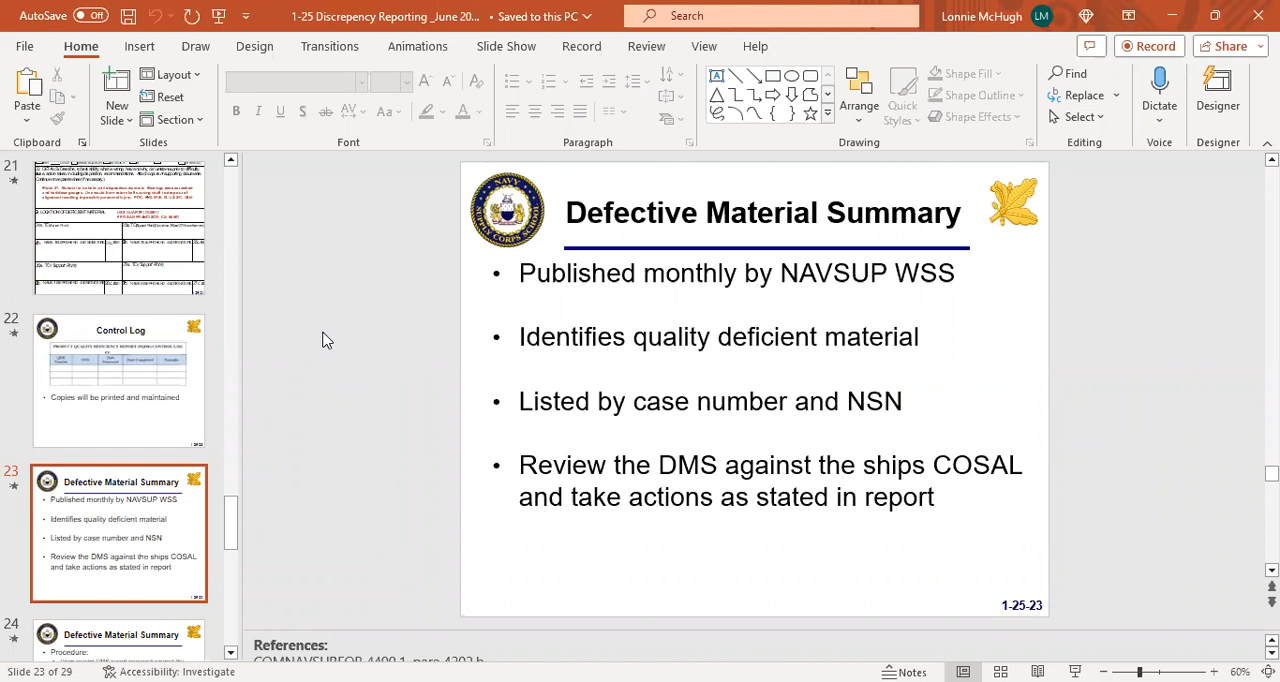 AutoSave Off 1-25 Discrepency Reporting _June 20... • Saved to this PC Search Lonnie McHugh LM
File Home Insert Draw Design Transitions Animations Slide Show Record Review View Help Record Share
Paste New Slide Layout Reset Section
Arrange Quick Styles Shape Fill Shape Outline Shape Effects
Find Replace Select Dictate Designer
Clipboard Slides Font Paragraph Drawing Editing Voice Designer
21
22
Control Log
• Copies will be printed and maintained
23
Defective Material Summary
• Published monthly by NAVSUP WSS
• Identifies quality deficient material
• Listed by case number and NSN
• Review the DMS against the ships COSAL
and take actions as stated in report
24
Defective Material Summary
• Procedure:
NAVY
SUPPLY CORPS SCHOOL
Defective Material Summary
• Published monthly by NAVSUP WSS
• Identifies quality deficient material
• Listed by case number and NSN
• Review the DMS against the ships COSAL
and take actions as stated in report
1-25-23
References:
Slide 23 of 29 Accessibility: Investigate Notes 60%